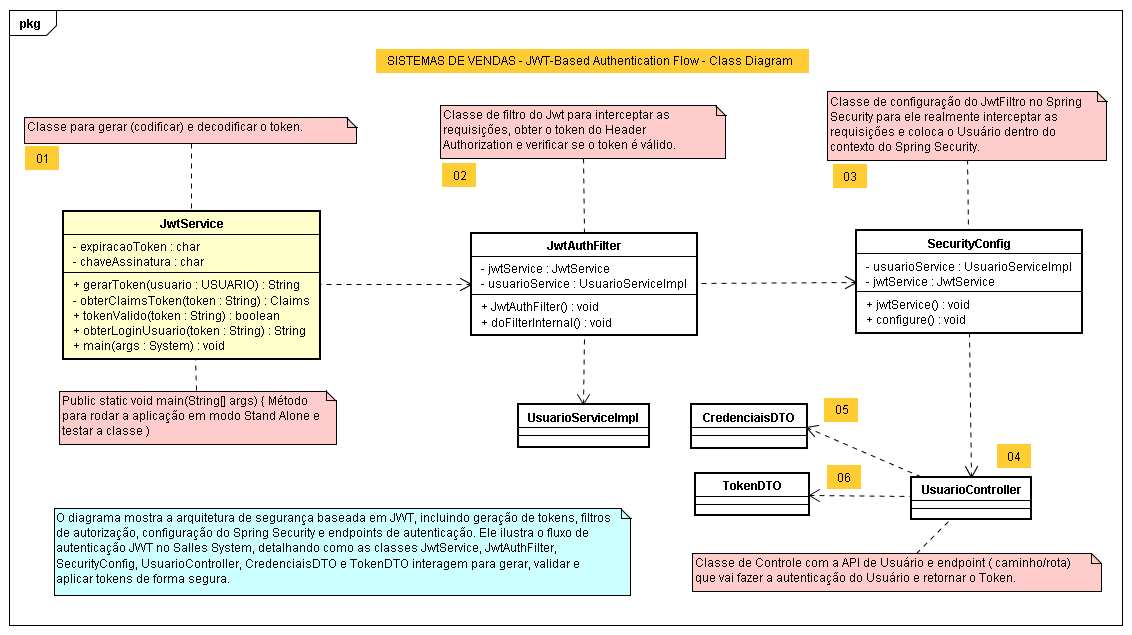 pkg
SISTEMAS DE VENDAS - JWT-Based Authentication Flow - Class Diagram
Classe para gerar (codificar) e decodificar o token.
01
Classe de filtro do Jwt para interceptar as
requisições, obter o token do Header
Authorization e verificar se o token é válido.
02
Classe de configuração do JwtFiltro no Spring
Security para ele realmente interceptar as
requisições e coloca o Usuário dentro do
contexto do Spring Security.
03
JwtService
- expiracaoToken : char
- chaveAssinatura : char
+ gerarToken(usuario : USUARIO) : String
- obterClaimsToken(token : String) : Claims
+ tokenValido(token : String) : boolean
+ obterLoginUsuario(token : String) : String
+ main(args : System) : void
JwtAuthFilter
- jwtService : JwtService
- usuarioService : UsuarioServiceImpl
+ JwtAuthFilter() : void
+ doFilterInternal() : void
SecurityConfig
- usuarioService : UsuarioServiceImpl
- jwtService : JwtService
+ jwtService() : void
+ configure() : void
Public static void main(String[] args) { Método
para rodar a aplicação em modo Stand Alone e
testar a classe )
UsuarioServiceImpl
CredenciaisDTO
05
TokenDTO
06
04
UsuarioController
O diagrama mostra a arquitetura de segurança baseada em JWT, incluindo geração de tokens, filtros
de autorização, configuração do Spring Security e endpoints de autenticação. Ele ilustra o fluxo de
autenticação JWT no Salles System, detalhando como as classes JwtService, JwtAuthFilter,
SecurityConfig, UsuarioController, CredenciaisDTO e TokenDTO interagem para gerar, validar e
aplicar tokens de forma segura.
Classe de Controle com a API de Usuário e endpoint ( caminho/rota)
que vai fazer a autenticação do Usuário e retornar o Token.